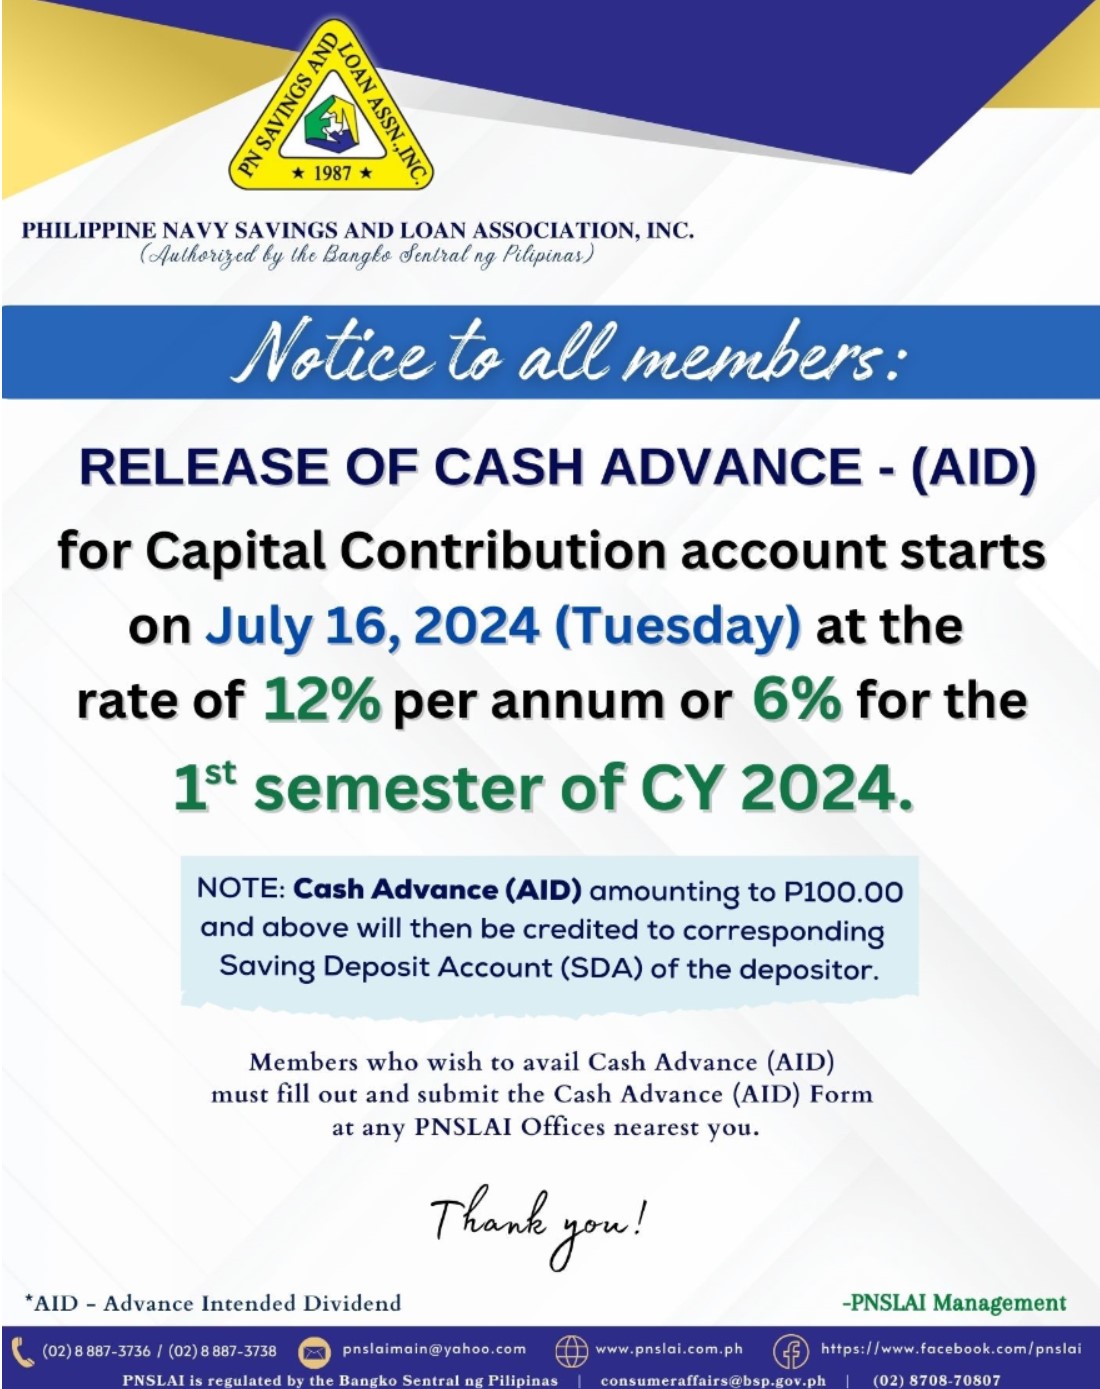 PN SAVINGS AND LOAN ASSN., INC.
★ 1987 ★
PHILIPPINE NAVY SAVINGS AND LOAN ASSOCIATION, INC.
(Authorized by the Bangko Sentral ng Pilipinas)
Notice to all members:
RELEASE OF CASH ADVANCE - (AID)
for Capital Contribution account starts
on July 16, 2024 (Tuesday) at the
rate of 12% per annum or 6% for the
1st semester of CY 2024.
NOTE: Cash Advance (AID) amounting to P100.00
and above will then be credited to corresponding
Saving Deposit Account (SDA) of the depositor.
Members who wish to avail Cash Advance (AID)
must fill out and submit the Cash Advance (AID) Form
at any PNSLAI Offices nearest you.
Thank you!
*AID - Advance Intended Dividend
-PNSLAI Management
(02) 8 887-3736 / (02) 8 887-3738 pnslaimain@yahoo.com www.pnslai.com.ph https://www.facebook.com/pnslai
PNSLAI is regulated by the Bangko Sentral ng Pilipinas | consumeraffairs@bsp.gov.ph | (02) 8708-70807